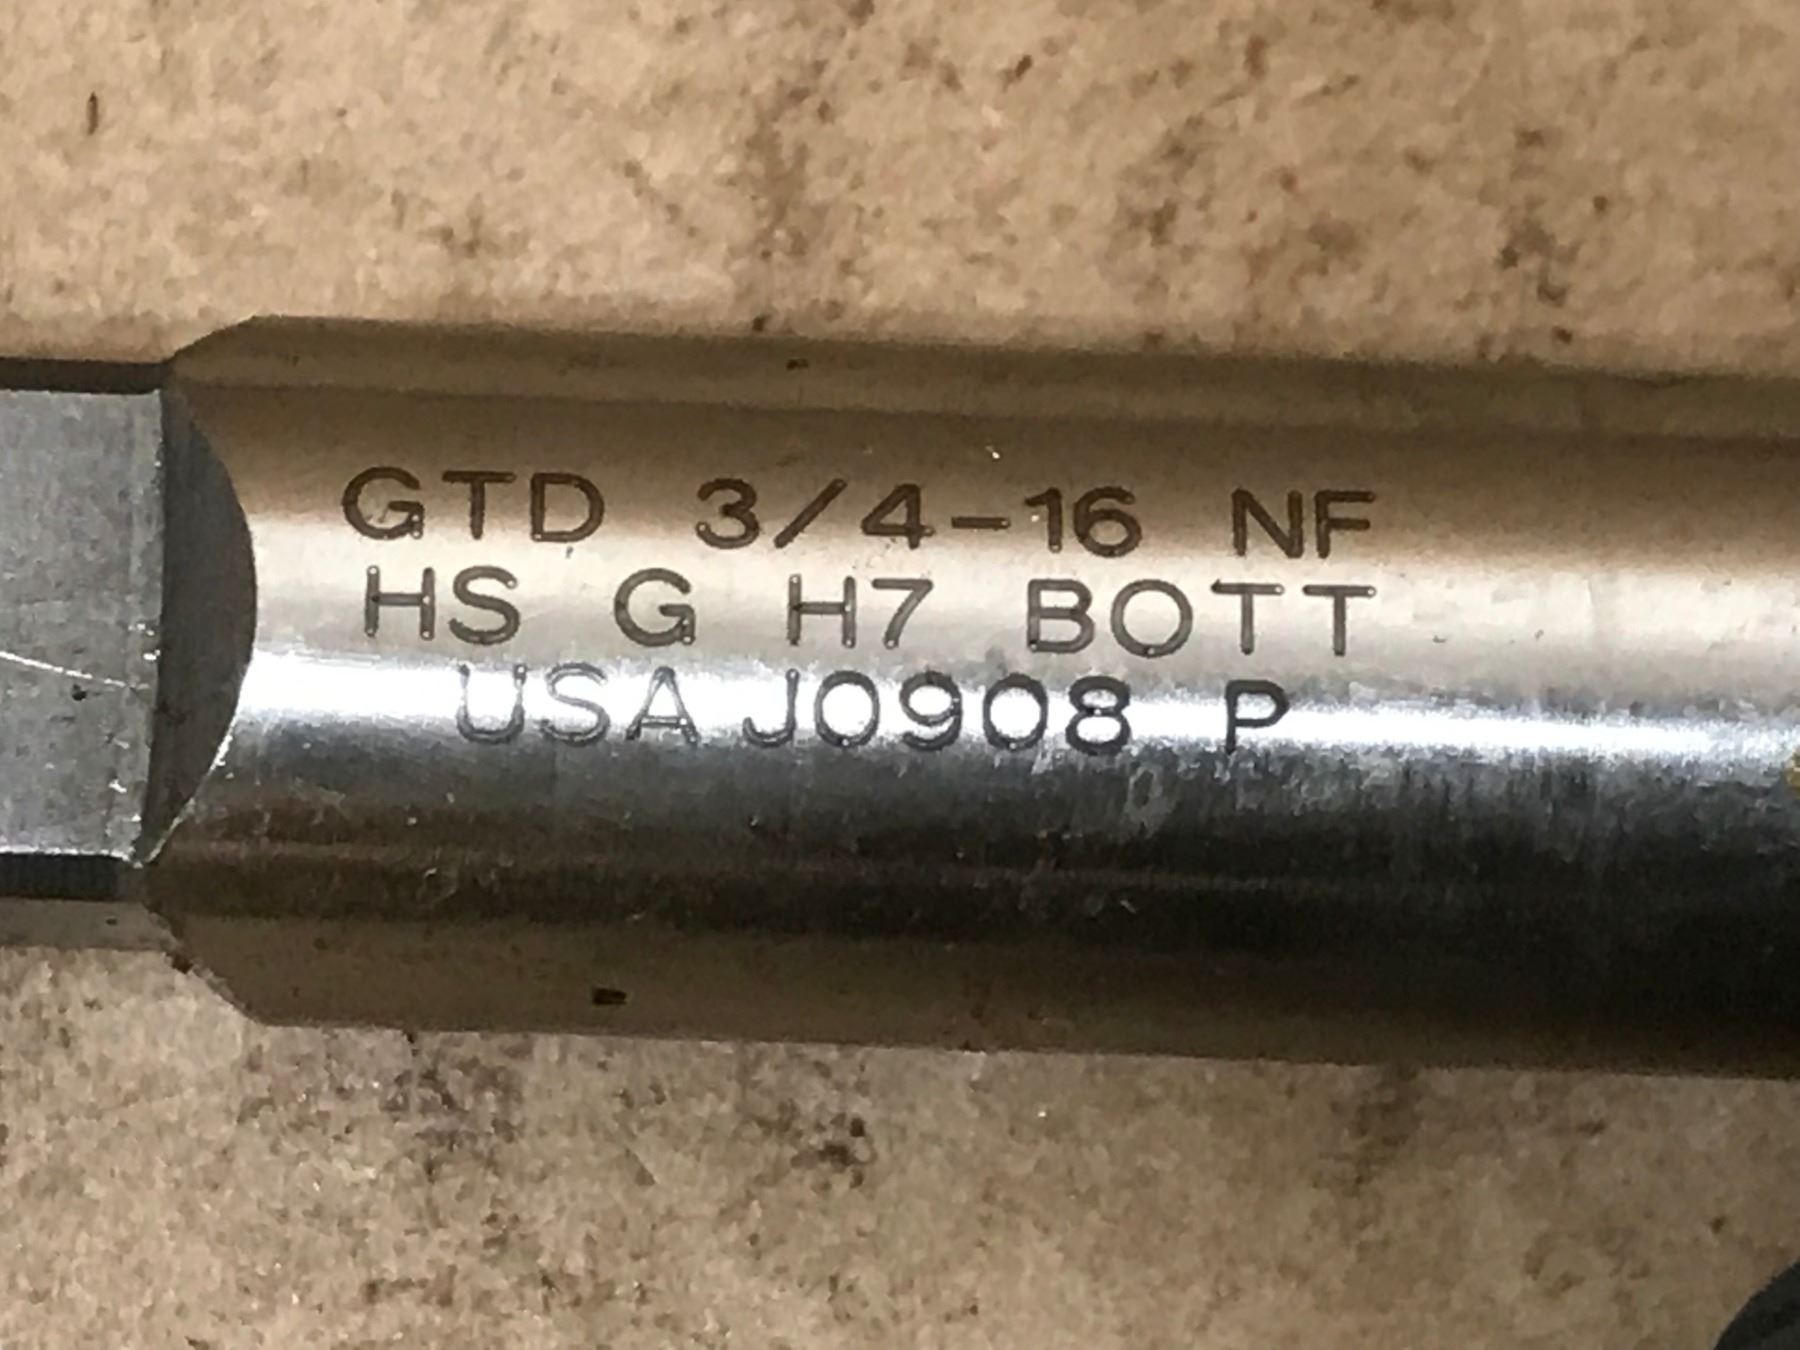 GTD 3/4-16 NF
HS G H7 BOTT
USA J0908 P